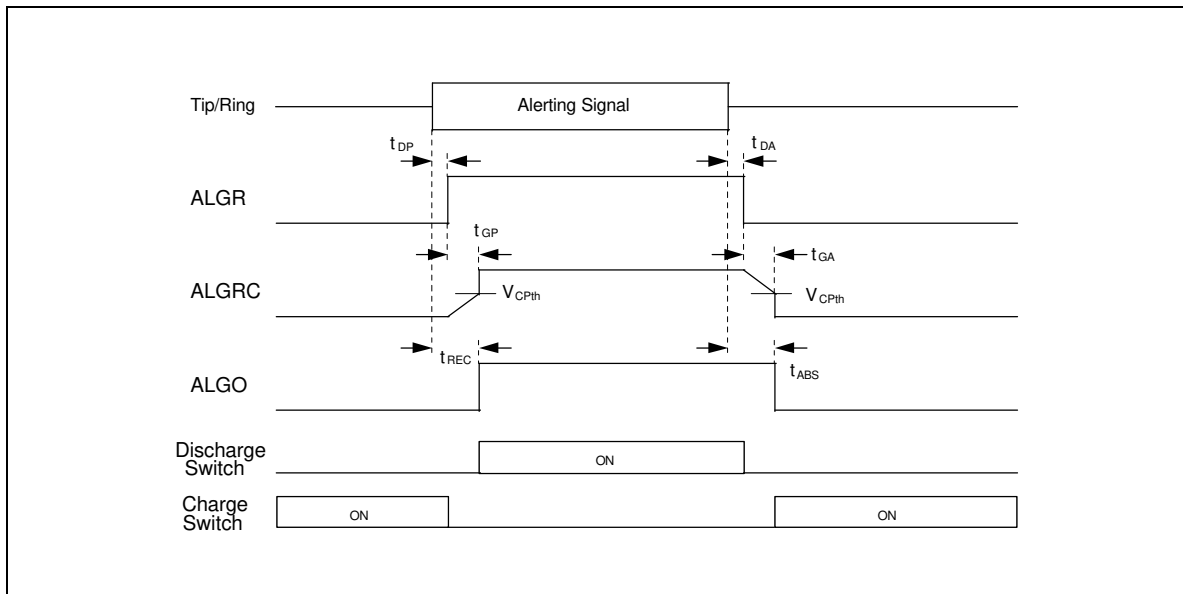 Tip/Ring
Alerting Signal
tDP
tDA
ALGR
tGP
tGA
ALGRC
VCPth
VCPth
tREC
tABS
ALGO
Discharge
Switch
ON
Charge
Switch
ON
ON